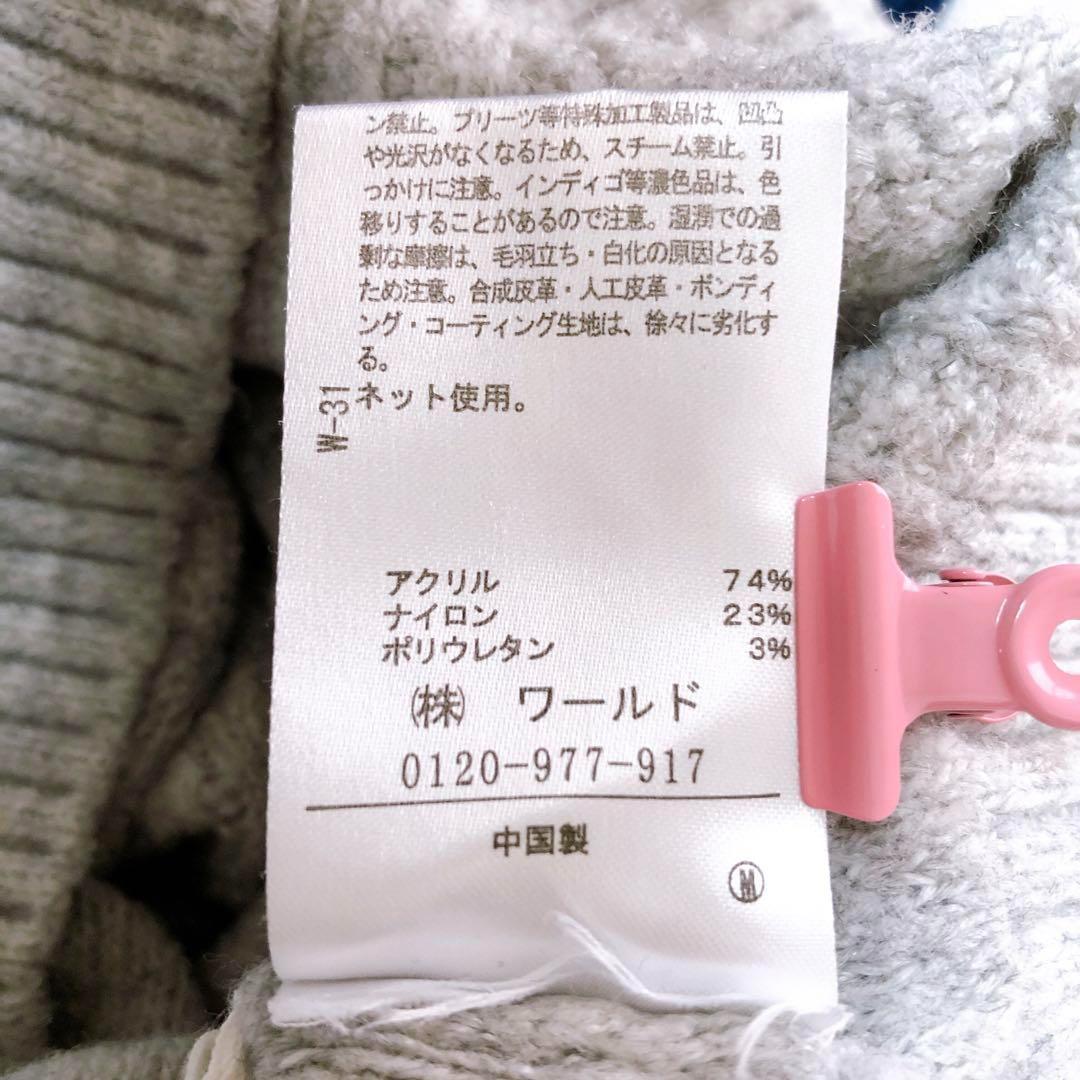 ン禁止。プリーツ等特殊加工製品は、凹凸
や光沢がなくなるため、スチーム禁止。引
っかけに注意。インディゴ等濃色品は、色
移りすることがあるので注意。湿潤での過
剰な摩擦は、毛羽立ち・白化の原因となる
ため注意。合成皮革・人工皮革・ボンディ
ング・コーティング生地は、徐々に劣化す
る。
ネット使用。
W-31
アクリル 74%
ナイロン 23%
ポリウレタン 3%
㈱ ワールド
0120-977-917
中国製
Ⓜ